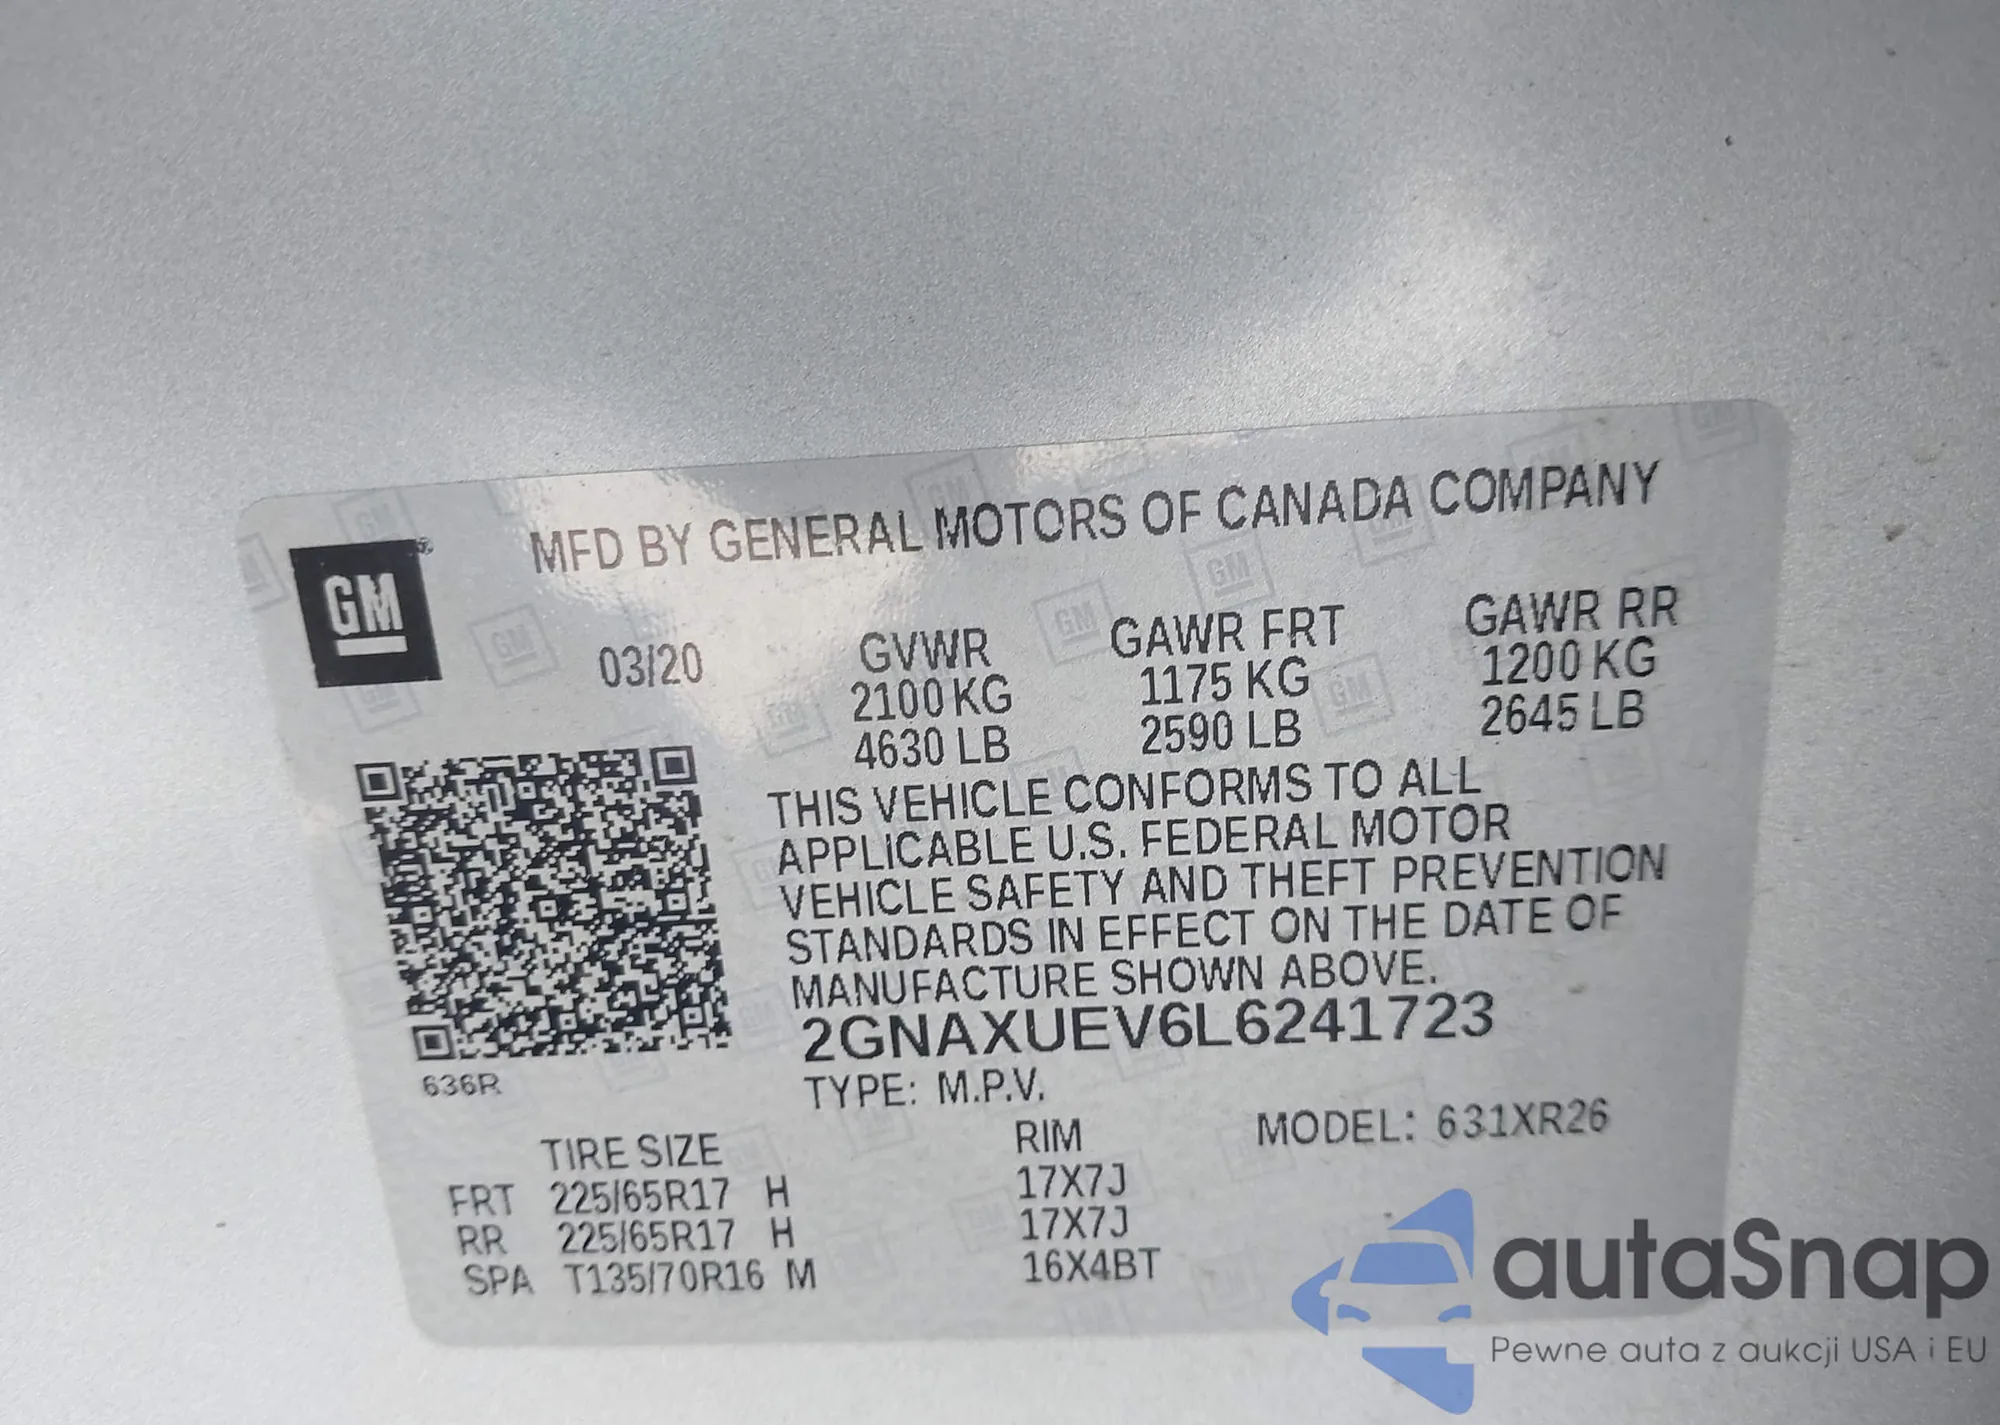 MFD BY GENERAL MOTORS OF CANADA COMPANY
GM®
03/20
GVWR GAWR FRT GAWR RR
2100 KG 1175 KG 1200 KG
4630 LB 2590 LB 2645 LB
THIS VEHICLE CONFORMS TO ALL
APPLICABLE U.S. FEDERAL MOTOR
VEHICLE SAFETY AND THEFT PREVENTION
STANDARDS IN EFFECT ON THE DATE OF
MANUFACTURE SHOWN ABOVE.
2GNAXUEV6L6241723
636R
TYPE: M.P.V.
MODEL: 631XR26
TIRE SIZE RIM
FRT 225/65R17 H 17X7J
RR 225/65R17 H 17X7J
SPA T135/70R16 M 16X4BT
autaSnap
Pewne auta z aukcji USA i EU